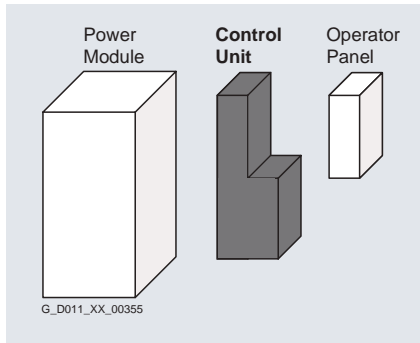 Power
Module
Control
Unit
Operator
Panel
G_D011_XX_00355